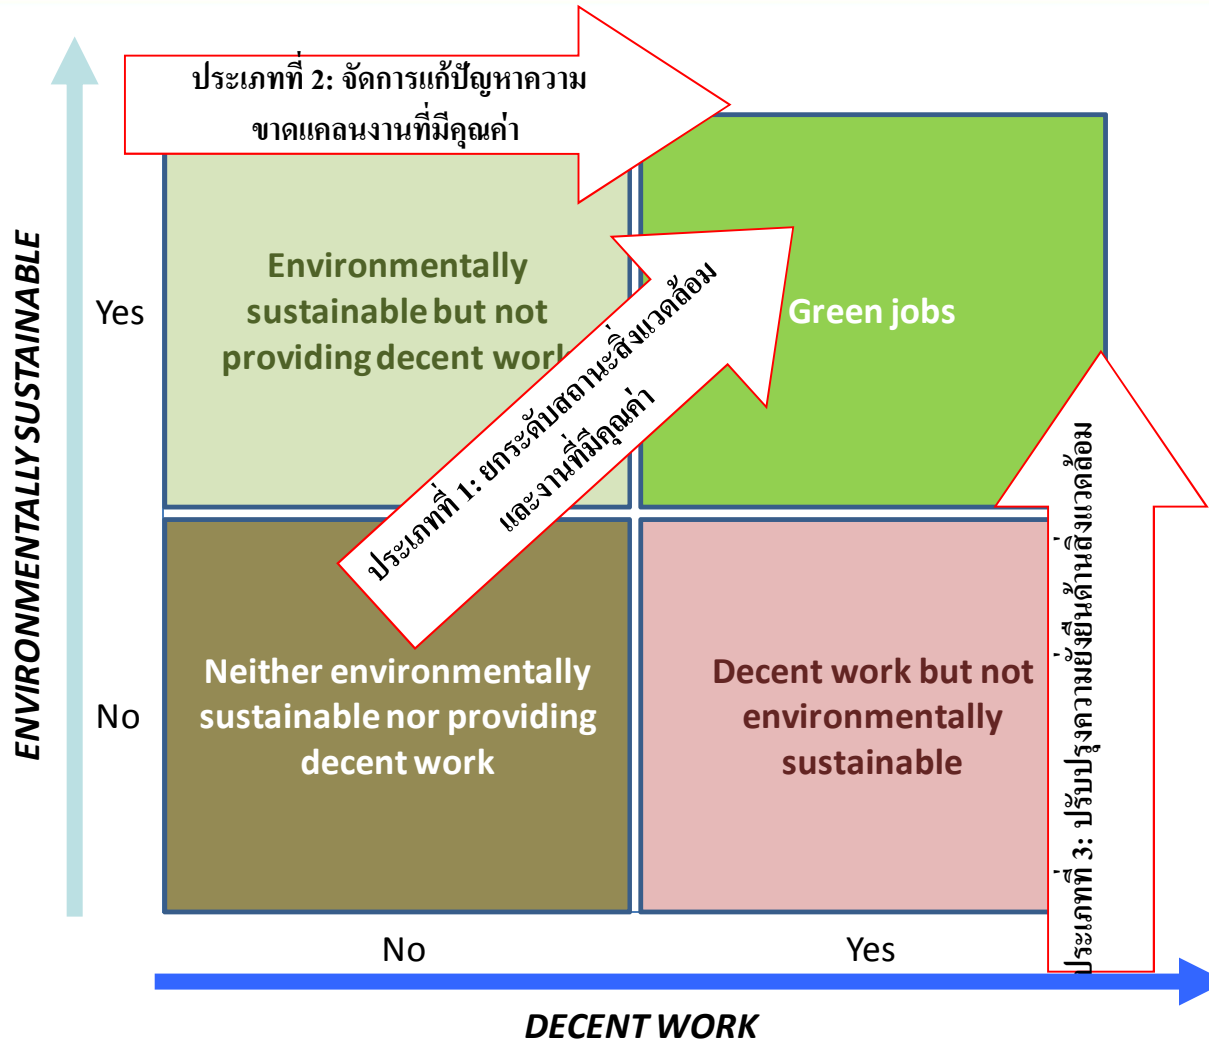 ประเภทที่ 2: จัดการแก้ปัญหาความ
ขาดแคลนงานที่มีคุณค่า
ENVIRONMENTALLY SUSTAINABLE
Yes
Environmentally
sustainable but not
providing decent work
Green jobs
ประเภทที่ 1: ยกระดับสถานะสิ่งแวดล้อม
และงานที่มีคุณค่า
No
Neither environmentally
sustainable nor providing
decent work
Decent work but not
environmentally
sustainable
ประเภทที่ 3: ปรับปรุงความยั่งยืนด้านสิ่งแวดล้อม
No
Yes
DECENT WORK